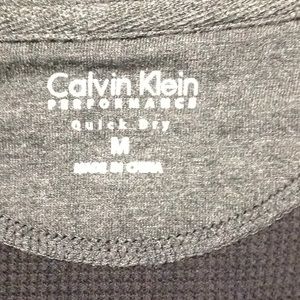 Calvin Klein
PERFORMANCE
Quick Dry
M
MADE IN CHINA